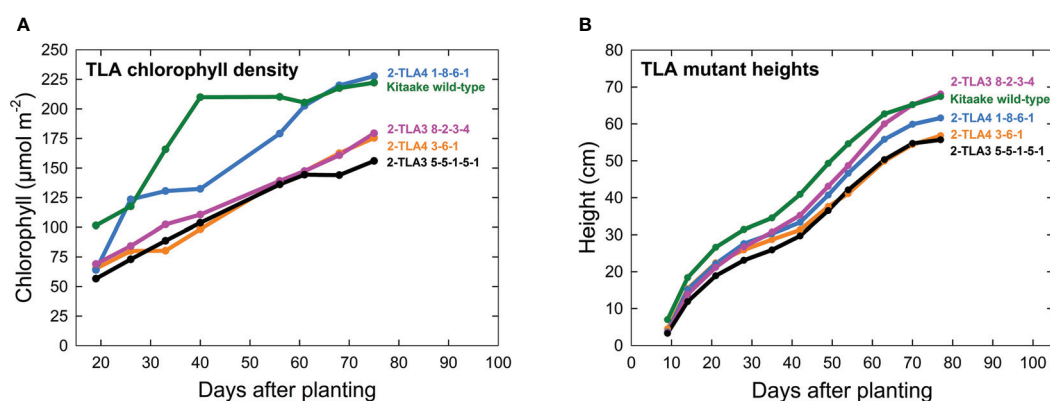 A
TLA chlorophyll density
Chlorophyll (μmol m⁻²)
250
225
200
175
150
125
100
75
50
25
0
20 30 40 50 60 70 80 90 100
Days after planting
2-TLA4 1-8-6-1
Kitaake wild-type
2-TLA3 8-2-3-4
2-TLA4 3-6-1
2-TLA3 5-5-1-5-1
B
TLA mutant heights
Height (cm)
80
70
60
50
40
30
20
10
0
0 10 20 30 40 50 60 70 80 90 100
Days after planting
2-TLA3 8-2-3-4
Kitaake wild-type
2-TLA4 1-8-6-1
2-TLA4 3-6-1
2-TLA3 5-5-1-5-1